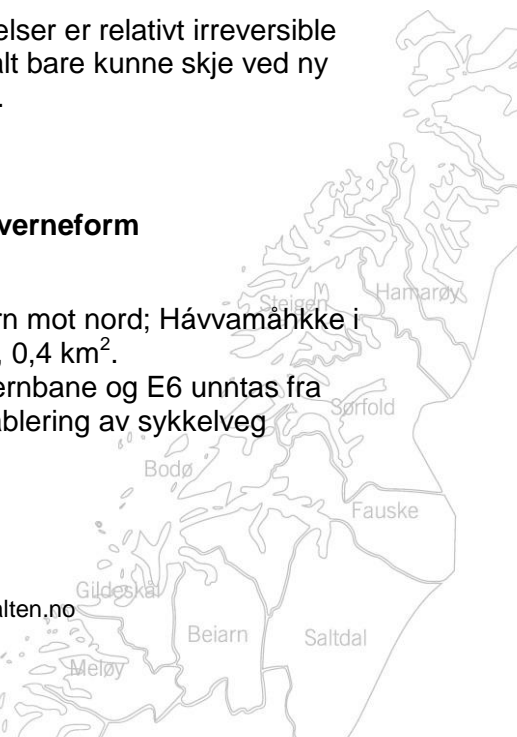 elser er relativt irreversible
alt bare kunne skje ved ny
.
verneform
rn mot nord; Hávvamåhkke i
, 0,4 km².
ernbane og E6 unntas fra
ablering av sykkelveg
alten.no
Hamarøy
Steigen
Sørfold
Bodø
Fauske
Gildeskål
Beiarn
Saltdal
Meløy